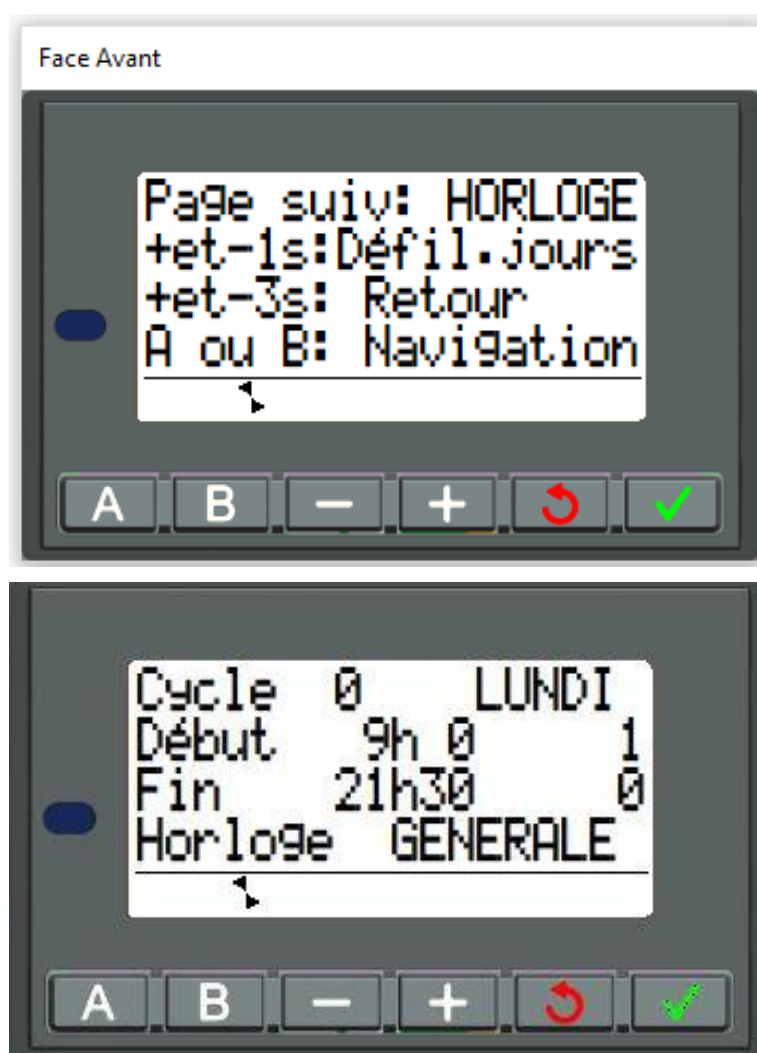 Face Avant
Page suiv: HORLOGE
+et-1s:Défil.jours
+et-3s: Retour
A ou B: Navigation
A B - +
Cycle 0 LUNDI
Début 9h 0 1
Fin 21h30 0
Horloge GENERALE
A B - +